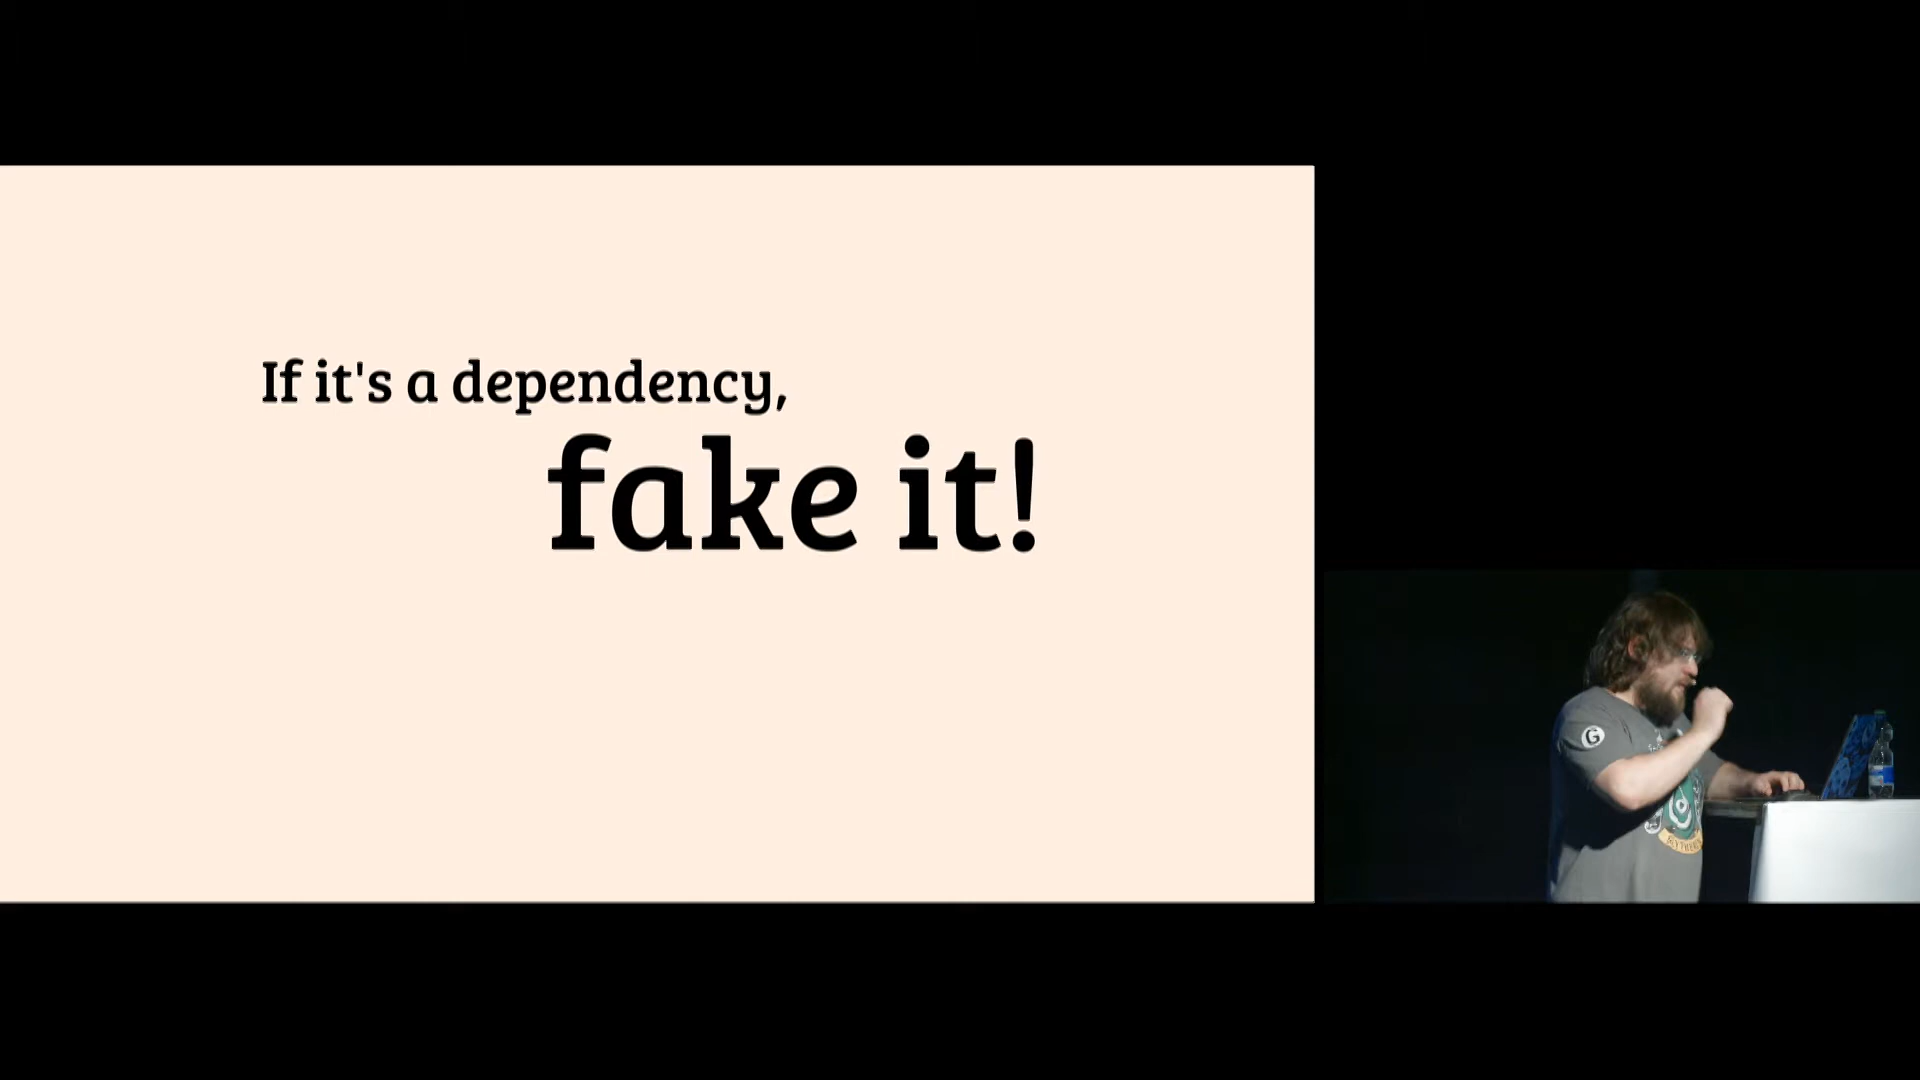 If it's a dependency,
fake it!
G